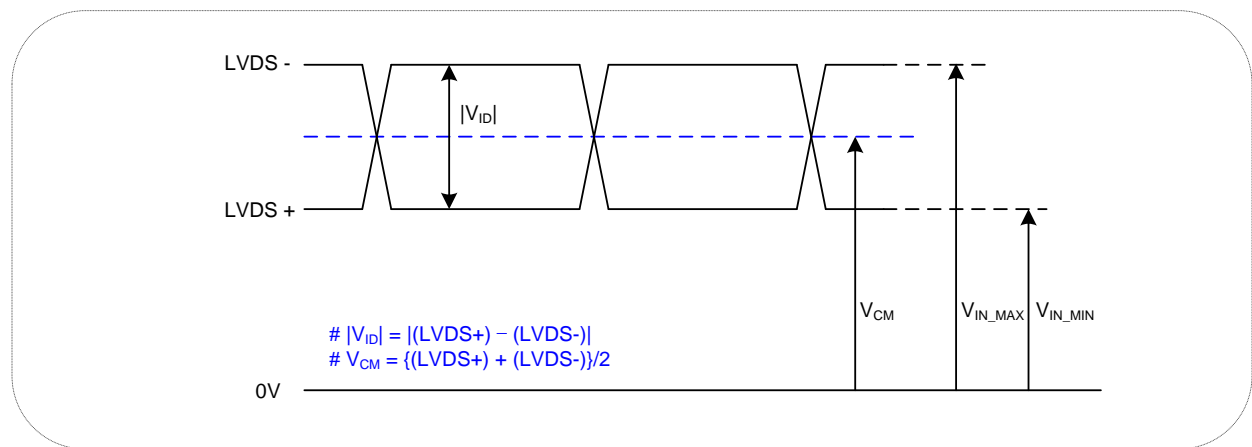 LVDS -
|VID|
LVDS +
VCM
VIN_MAX
VIN_MIN
# |VID| = |(LVDS+) − (LVDS-)|
# VCM = {(LVDS+) + (LVDS-)}/2
0V